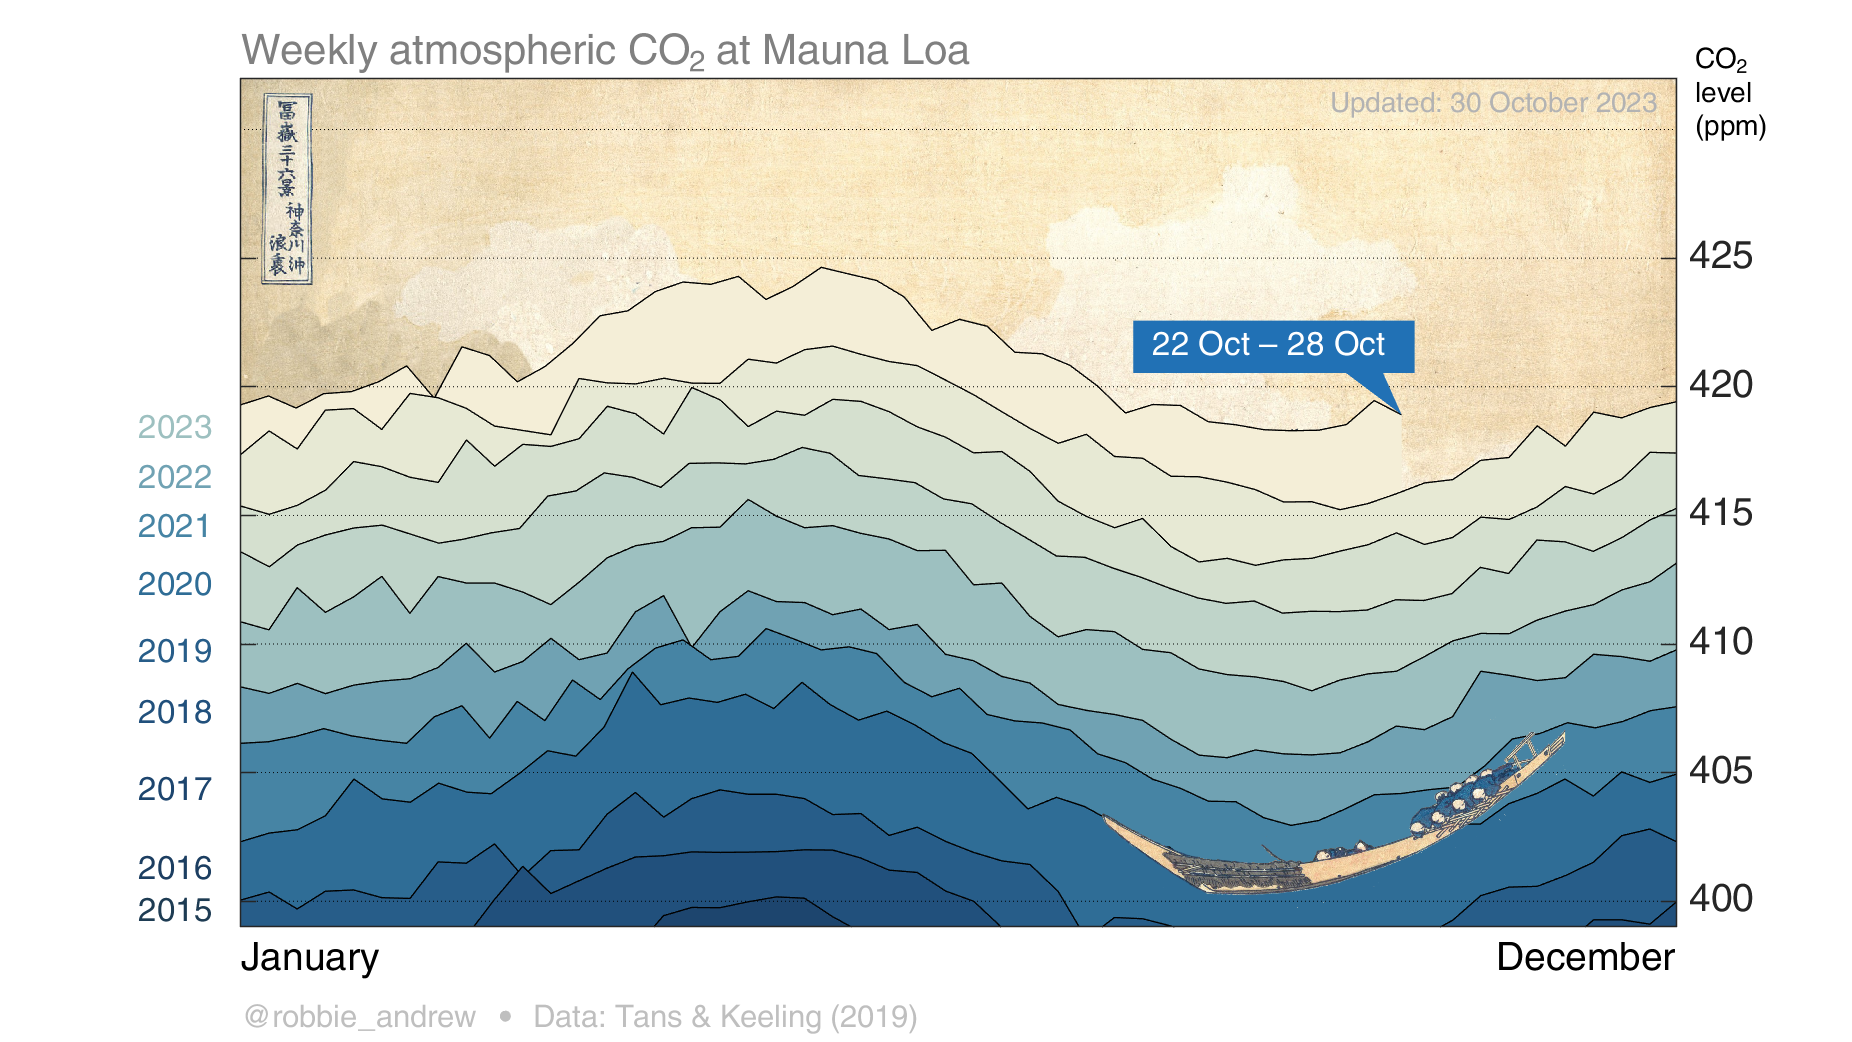 Weekly atmospheric CO₂ at Mauna Loa
CO₂
level
(ppm)
Updated: 30 October 2023
冨嶽三十六景
神奈川沖
浪裏
425
22 Oct – 28 Oct
420
2023
2022
415
2021
2020
410
2019
2018
405
2017
2016
400
2015
January
December
@robbie_andrew • Data: Tans & Keeling (2019)